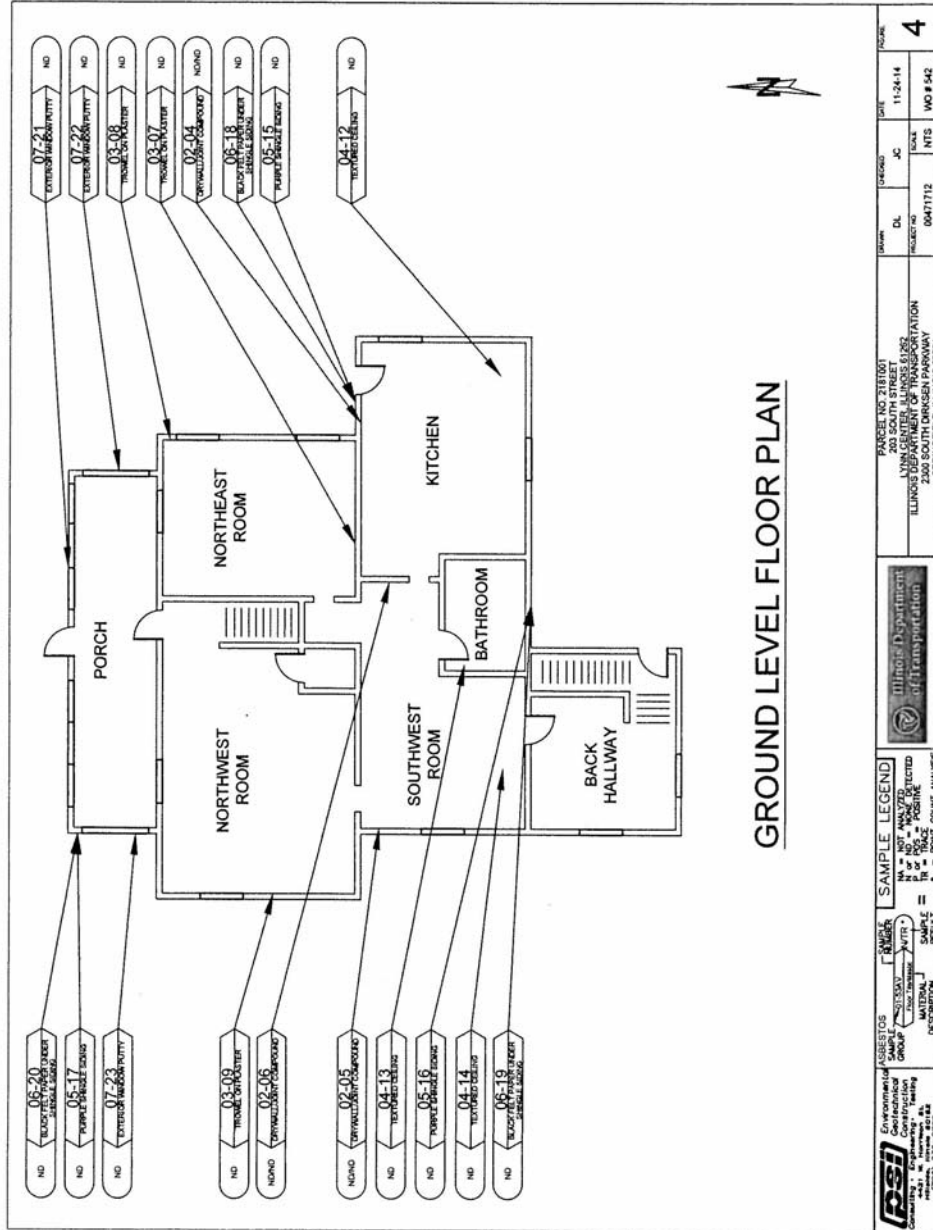 07-21
EXTERIOR WINDOW PUTTY
ND
07-22
EXTERIOR WINDOW PUTTY
ND
03-08
TROWEL ON PLASTER
ND
03-07
TROWEL ON PLASTER
ND
02-04
DRYWALL/JOINT COMPOUND
ND/ND
06-18
BLACK FELT PAPER UNDER
SHINGLE SIDING
ND
05-15
PURPLE SHINGLE SIDING
ND
04-12
TEXTURED CEILING
ND
N
PORCH
NORTHEAST
ROOM
NORTHWEST
ROOM
KITCHEN
BATHROOM
SOUTHWEST
ROOM
BACK
HALLWAY
ND
06-20
BLACK FELT PAPER UNDER
SHINGLE SIDING
ND
05-17
PURPLE SHINGLE SIDING
ND
07-23
EXTERIOR WINDOW PUTTY
ND
03-09
TROWEL ON PLASTER
ND/ND
02-06
DRYWALL/JOINT COMPOUND
ND/ND
02-05
DRYWALL/JOINT COMPOUND
ND
04-13
TEXTURED CEILING
ND
05-16
PURPLE SHINGLE SIDING
ND
04-14
TEXTURED CEILING
ND
06-19
BLACK FELT PAPER UNDER
SHINGLE SIDING
GROUND LEVEL FLOOR PLAN
psi
Environmental
Geotechnical
Construction
Consulting · Engineering · Testing
ASBESTOS
SAMPLE
GROUP
SAMPLE
NUMBER
MATERIAL
DESCRIPTION
SAMPLE
SAMPLE LEGEND
NA = NOT ANALYZED
N or ND = NONE DETECTED
P or POS = POSITIVE
TR = TRACE
Illinois Department
of Transportation
PARCEL NO. 2181001
203 SOUTH STREET
LYNN CENTER, ILLINOIS 61262
ILLINOIS DEPARTMENT OF TRANSPORTATION
2300 SOUTH DIRKSEN PARKWAY
DRAWN
DL
CHECKED
JC
DATE
11-24-14
PROJECT NO
00471712
SCALE
NTS
WO # 542
FIGURE
4